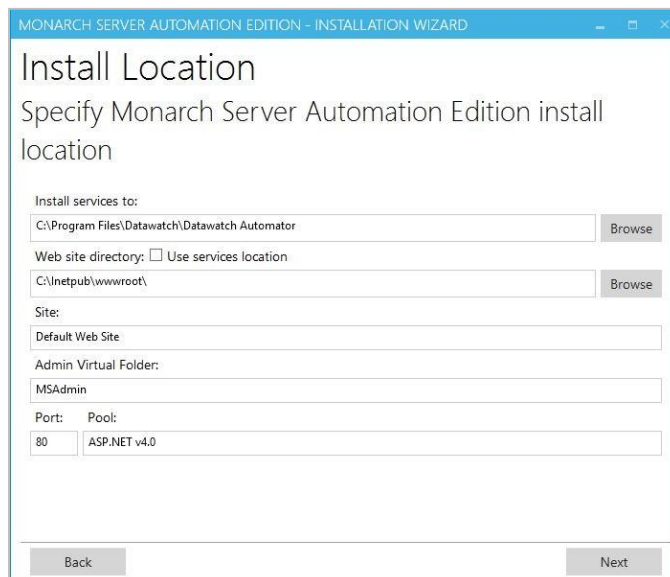 MONARCH SERVER AUTOMATION EDITION - INSTALLATION WIZARD
Install Location
Specify Monarch Server Automation Edition install
location
Install services to:
C:\Program Files\Datawatch\Datawatch Automator
Browse
Web site directory: Use services location
C:\Inetpub\wwwroot\
Browse
Site:
Default Web Site
Admin Virtual Folder:
MSAdmin
Port: Pool:
80 ASP.NET v4.0
Back Next